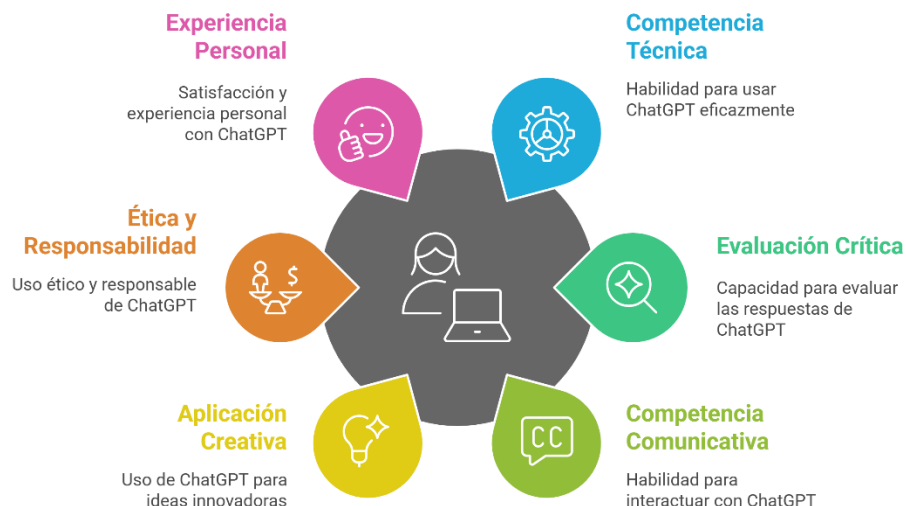 Experiencia
Personal
Satisfacción y
experiencia personal
con ChatGPT
Competencia
Técnica
Habilidad para usar
ChatGPT eficazmente
Ética y
Responsabilidad
Uso ético y responsable
de ChatGPT
Evaluación Crítica
Capacidad para evaluar
las respuestas de
ChatGPT
Aplicación
Creativa
Uso de ChatGPT para
ideas innovadoras
Competencia
Comunicativa
Habilidad para
interactuar con ChatGPT
$
CC